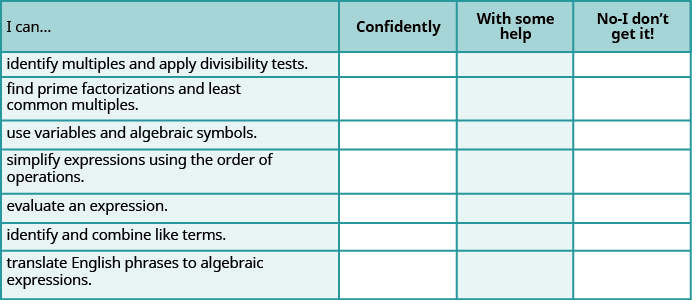 I can...
Confidently
With some
help
No-I don't
get it!
identify multiples and apply divisibility tests.
find prime factorizations and least
common multiples.
use variables and algebraic symbols.
simplify expressions using the order of
operations.
evaluate an expression.
identify and combine like terms.
translate English phrases to algebraic
expressions.